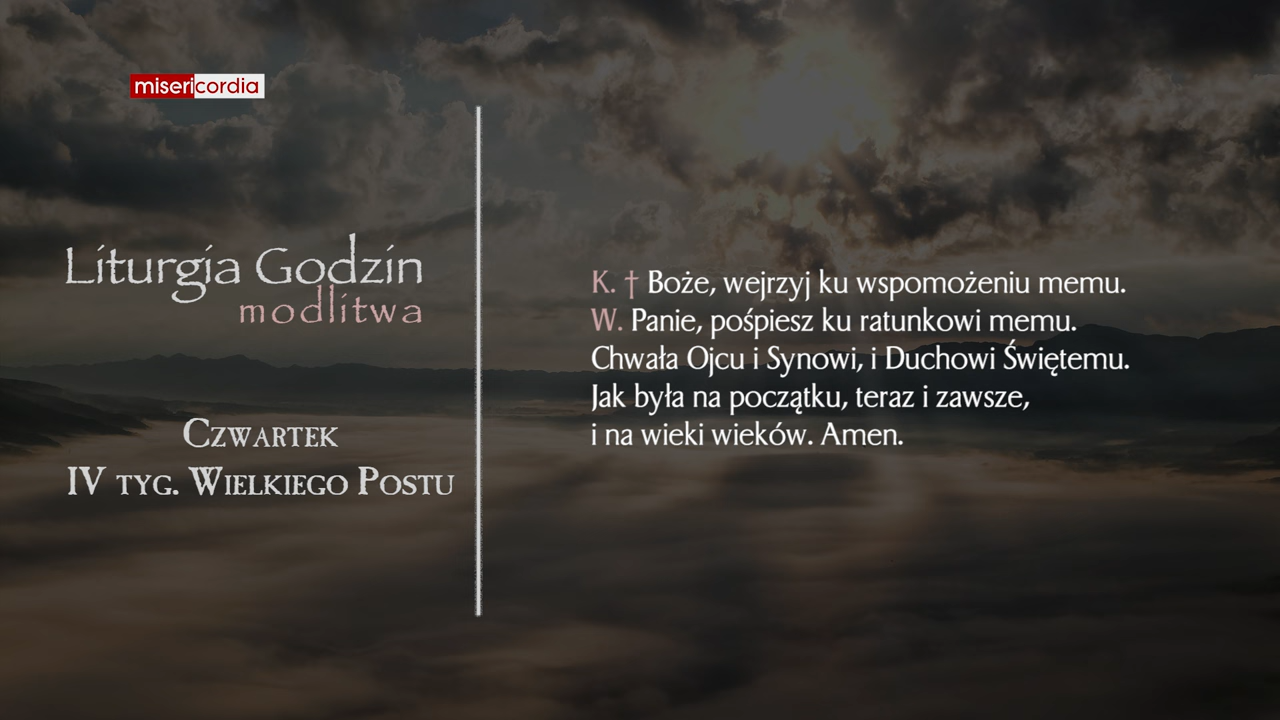 misericordia
Liturgia Godzin
modlitwa
Czwartek
IV tyg. Wielkiego Postu
K. † Boże, wejrzyj ku wspomożeniu memu.
W. Panie, pośpiesz ku ratunkowi memu.
Chwała Ojcu i Synowi, i Duchowi Świętemu.
Jak była na początku, teraz i zawsze,
i na wieki wieków. Amen.